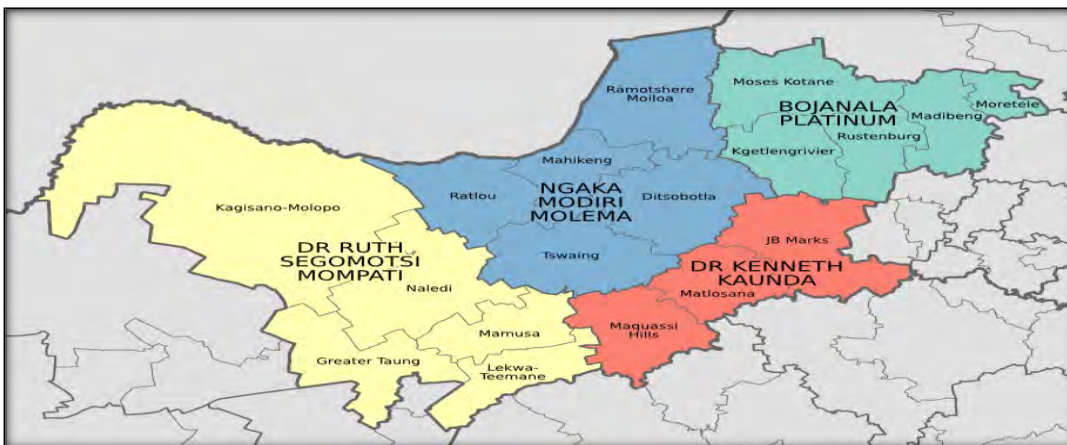 Ramotshere
Moiloa
Moses Kotane
BOJANALA
PLATINUM
Moretele
Madibeng
Rustenburg
Kgetlengrivier
Mahikeng
Ratlou
NGAKA
MODIRI
MOLEMA
Ditsobotla
Tswaing
Kagisano-Molopo
DR RUTH
SEGOMOTSI
MOMPATI
Naledi
Mamusa
Greater Taung
Lekwa-
Teemane
JB Marks
DR KENNETH
KAUNDA
Matlosana
Maquassi
Hills